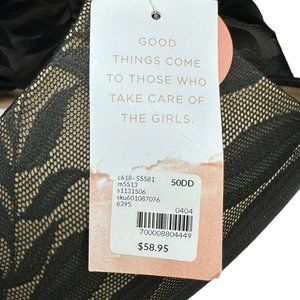 GOOD
THINGS COME
TO THOSE WHO
TAKE CARE OF
THE GIRLS.
c618-S5581 50DD
m5513
s1131506
sku601087076
6395 0404
700008804449
$58.95